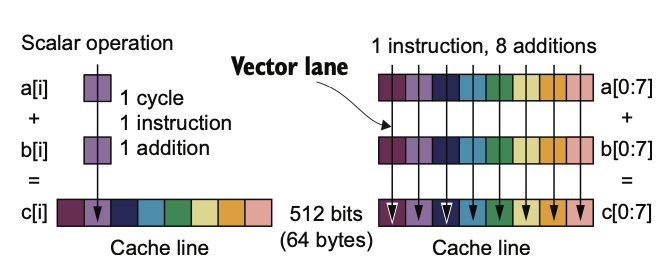 Scalar operation
a[i]
+
b[i]
=
c[i]
1 cycle
1 instruction
1 addition
Cache line
Vector lane
512 bits
(64 bytes)
1 instruction, 8 additions
a[0:7]
+
b[0:7]
=
c[0:7]
Cache line